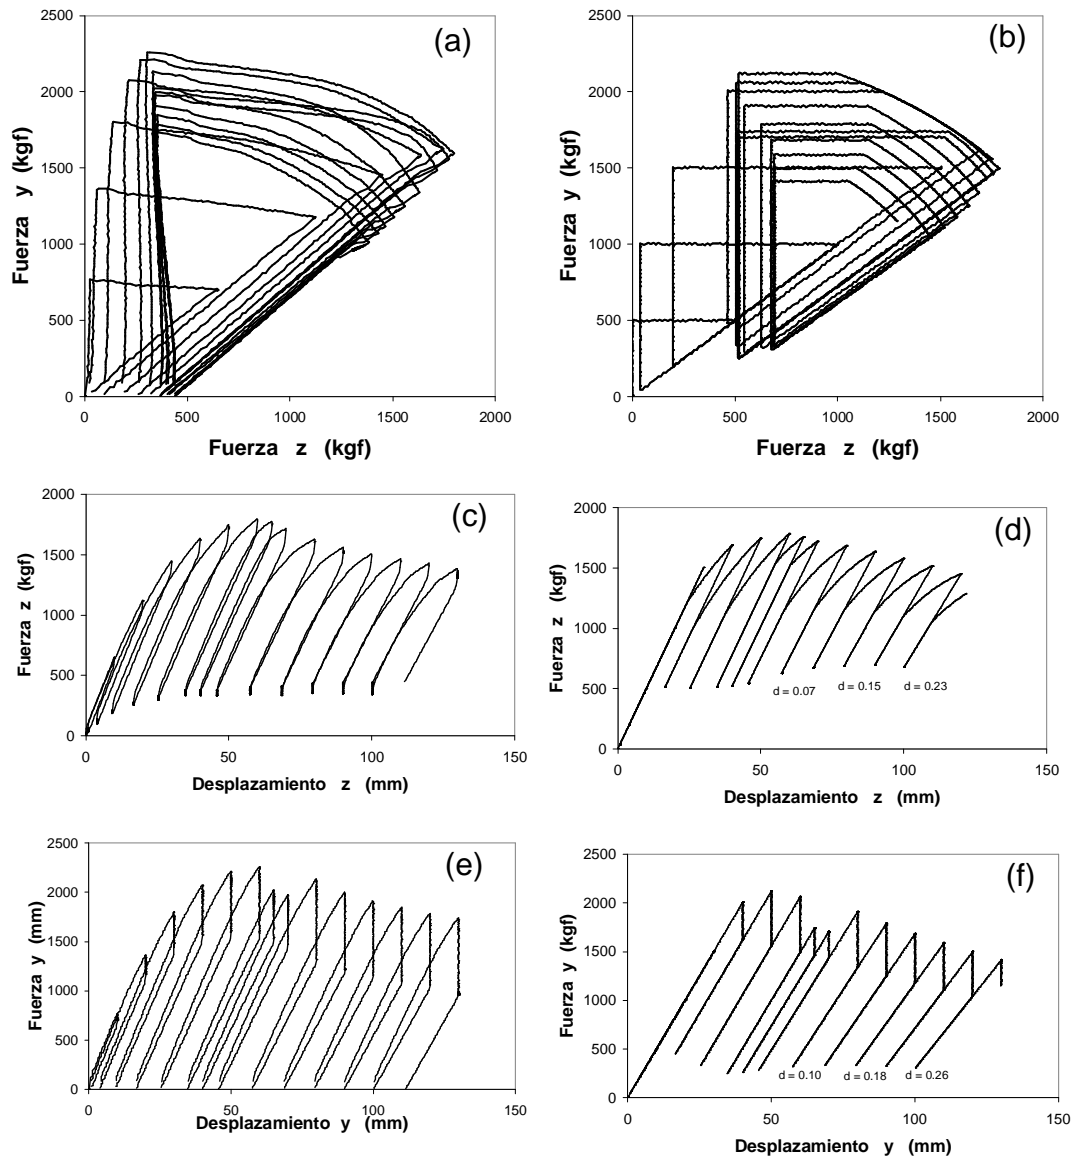 (a)
2500
2000
1500
1000
500
0
0 500 1000 1500 2000
Fuerza y (kgf)
Fuerza z (kgf)
(b)
2500
2000
1500
1000
500
0
0 500 1000 1500 2000
Fuerza y (kgf)
Fuerza z (kgf)
(c)
2000
1500
1000
500
0
0 50 100 150
Fuerza z (kgf)
Desplazamiento z (mm)
(d)
2000
1500
1000
500
0
0 50 100 150
d = 0.07 d = 0.15 d = 0.23
Fuerza z (kgf)
Desplazamiento z (mm)
(e)
2500
2000
1500
1000
500
0
0 50 100 150
Fuerza y (mm)
Desplazamiento y (mm)
(f)
2500
2000
1500
1000
500
0
0 50 100 150
d = 0.10 d = 0.18 d = 0.26
Fuerza y (kgf)
Desplazamiento y (mm)